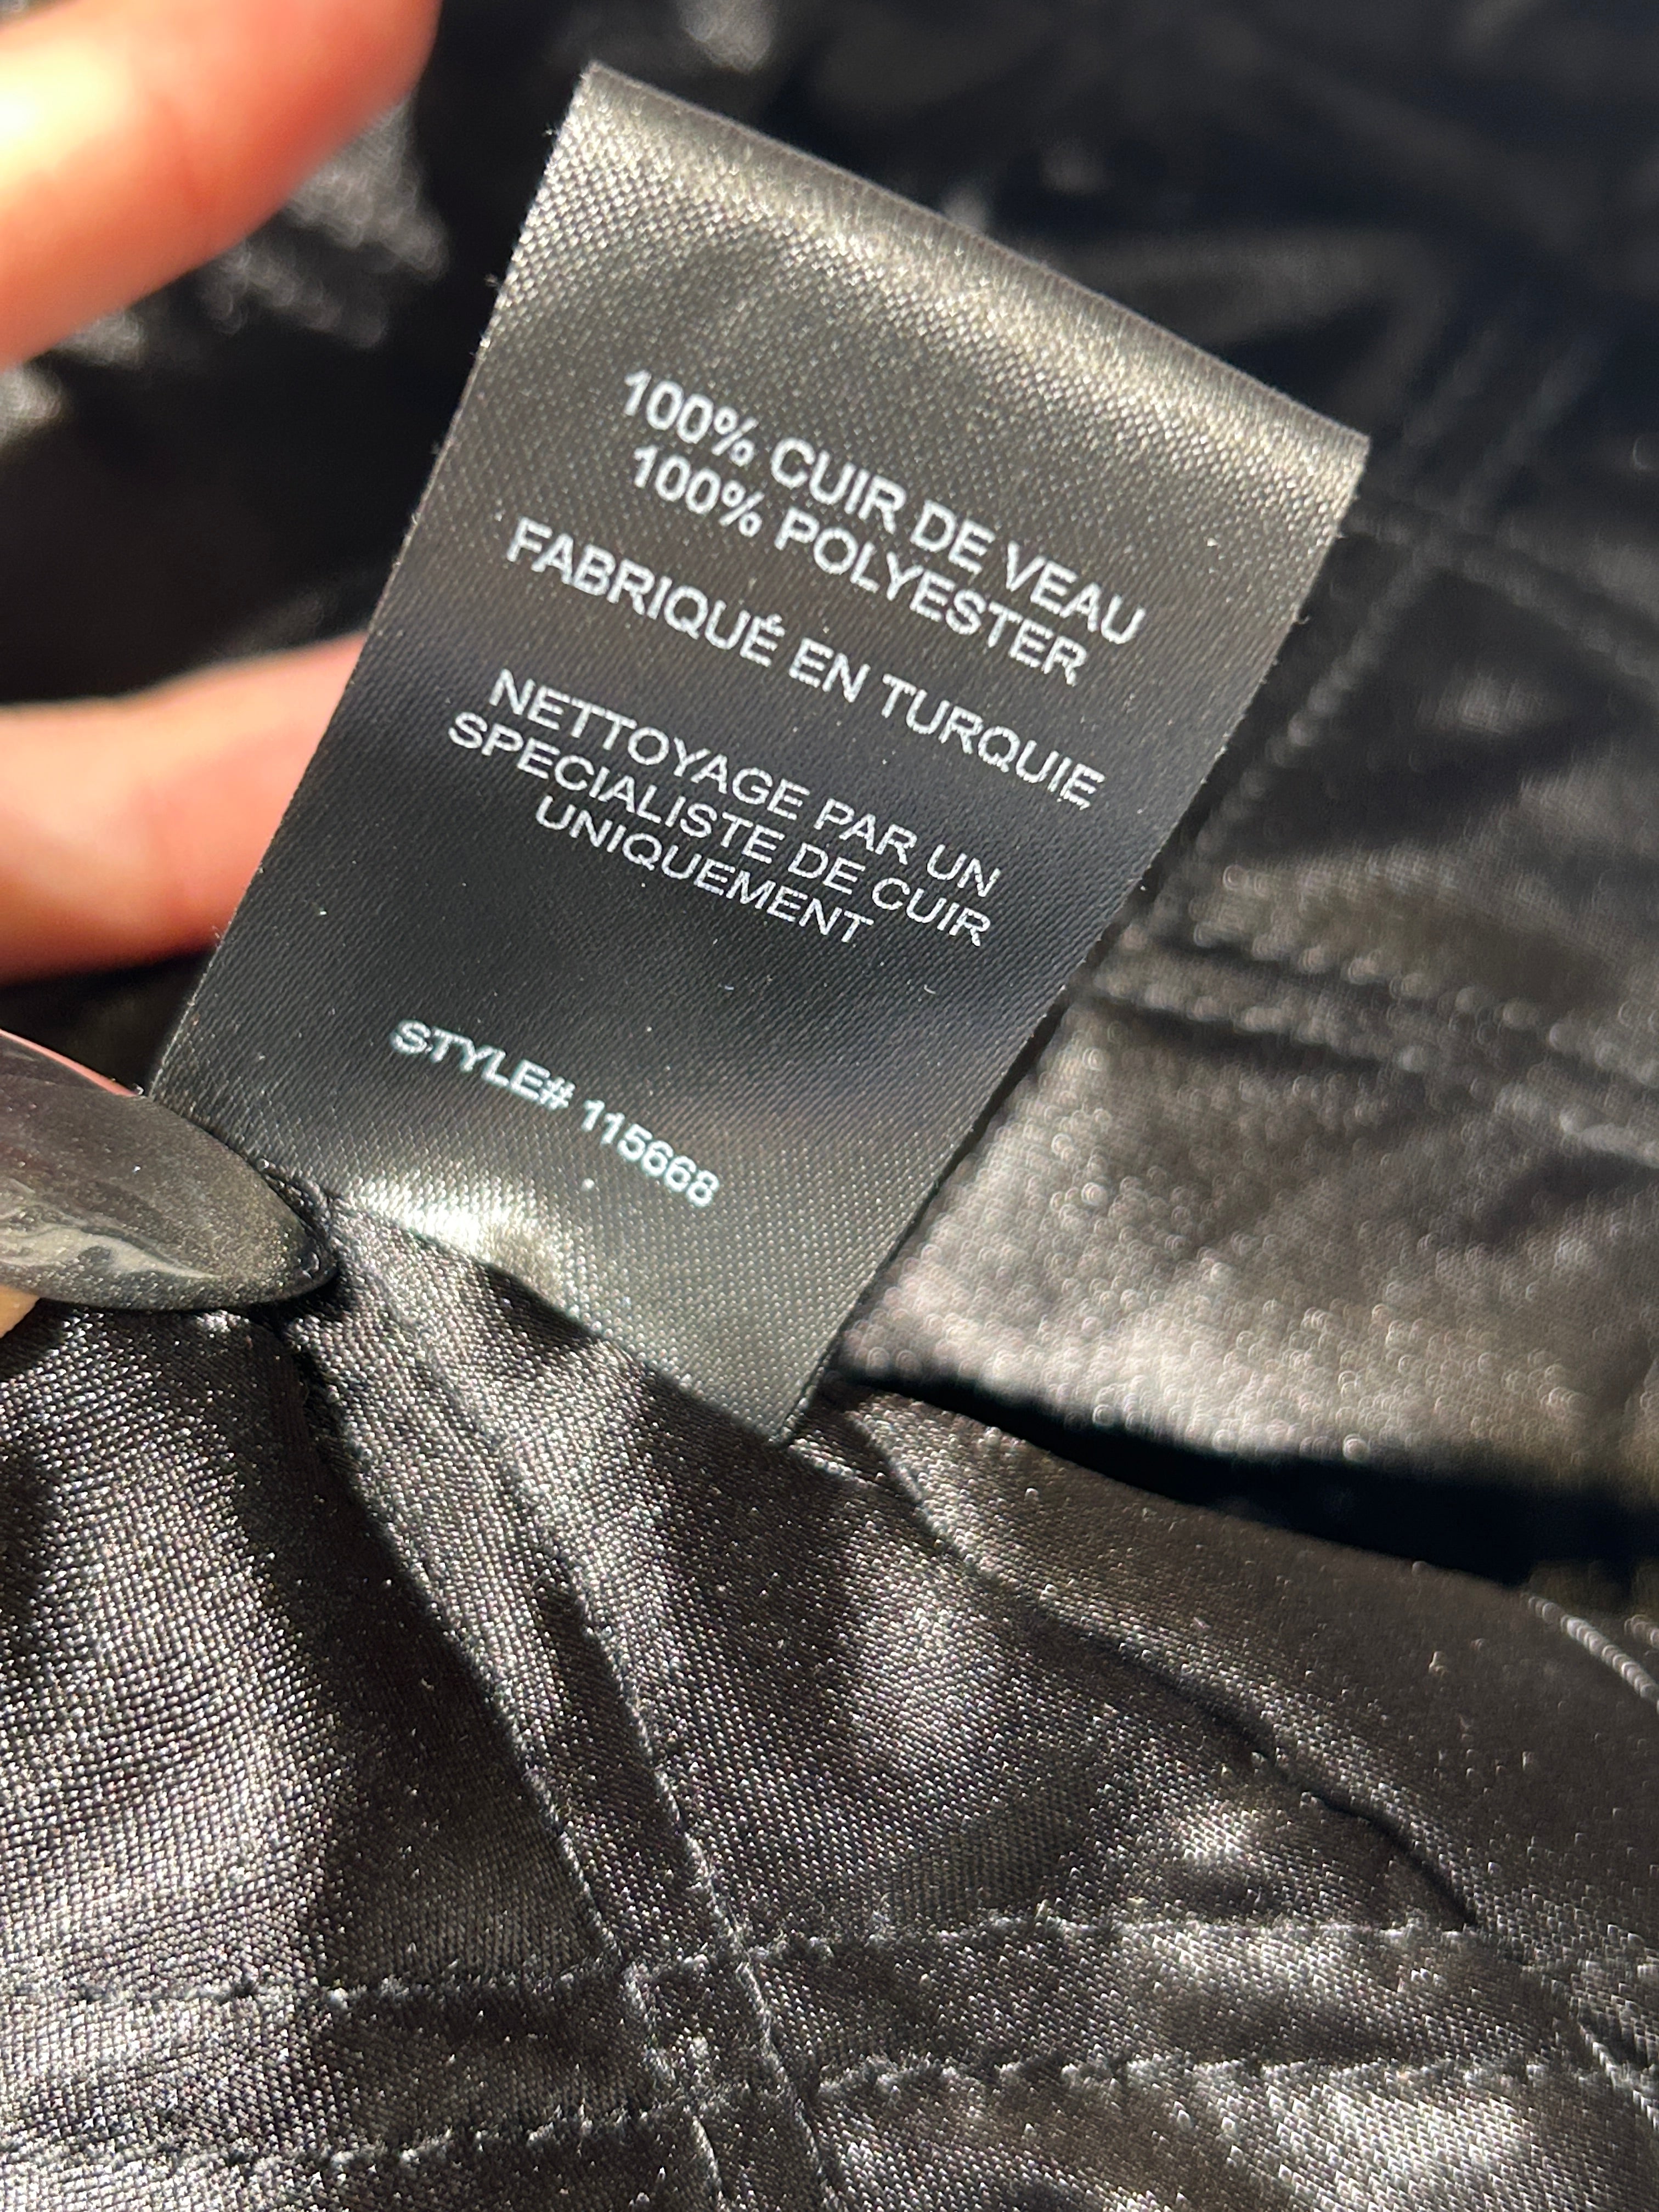 100% CUIR DE VEAU
100% POLYESTER
FABRIQUÉ EN TURQUIE
NETTOYAGE PAR UN
SPECIALISTE DE CUIR
UNIQUEMENT
STYLE# 115668